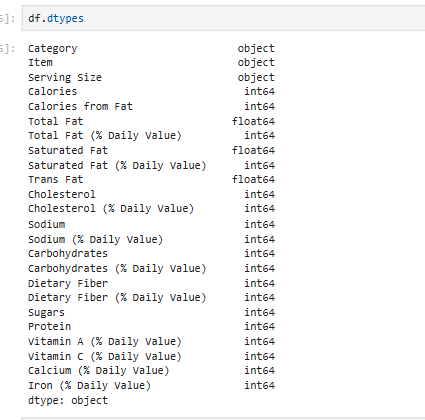 5]: df.dtypes
5]: Category object
Item object
Serving Size object
Calories int64
Calories from Fat int64
Total Fat float64
Total Fat (% Daily Value) int64
Saturated Fat float64
Saturated Fat (% Daily Value) int64
Trans Fat float64
Cholesterol int64
Cholesterol (% Daily Value) int64
Sodium int64
Sodium (% Daily Value) int64
Carbohydrates int64
Carbohydrates (% Daily Value) int64
Dietary Fiber int64
Dietary Fiber (% Daily Value) int64
Sugars int64
Protein int64
Vitamin A (% Daily Value) int64
Vitamin C (% Daily Value) int64
Calcium (% Daily Value) int64
Iron (% Daily Value) int64
dtype: object